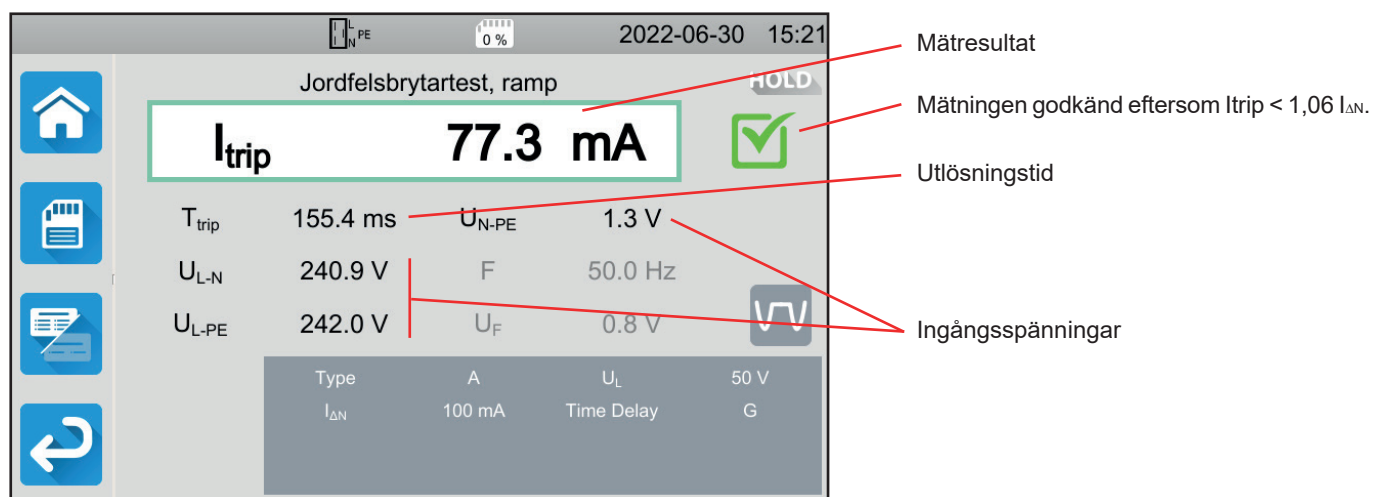 L
N PE
0 %
2022-06-30 15:21
Mätresultat
Jordfelsbrytartest, ramp
HOLD
Itrip 77.3 mA
Mätningen godkänd eftersom Itrip < 1,06 I∆N.
Utlösningstid
Ttrip 155.4 ms UN-PE 1.3 V
UL-N 240.9 V F 50.0 Hz
UL-PE 242.0 V UF 0.8 V
Ingångsspänningar
Type A UL 50 V
I∆N 100 mA Time Delay G